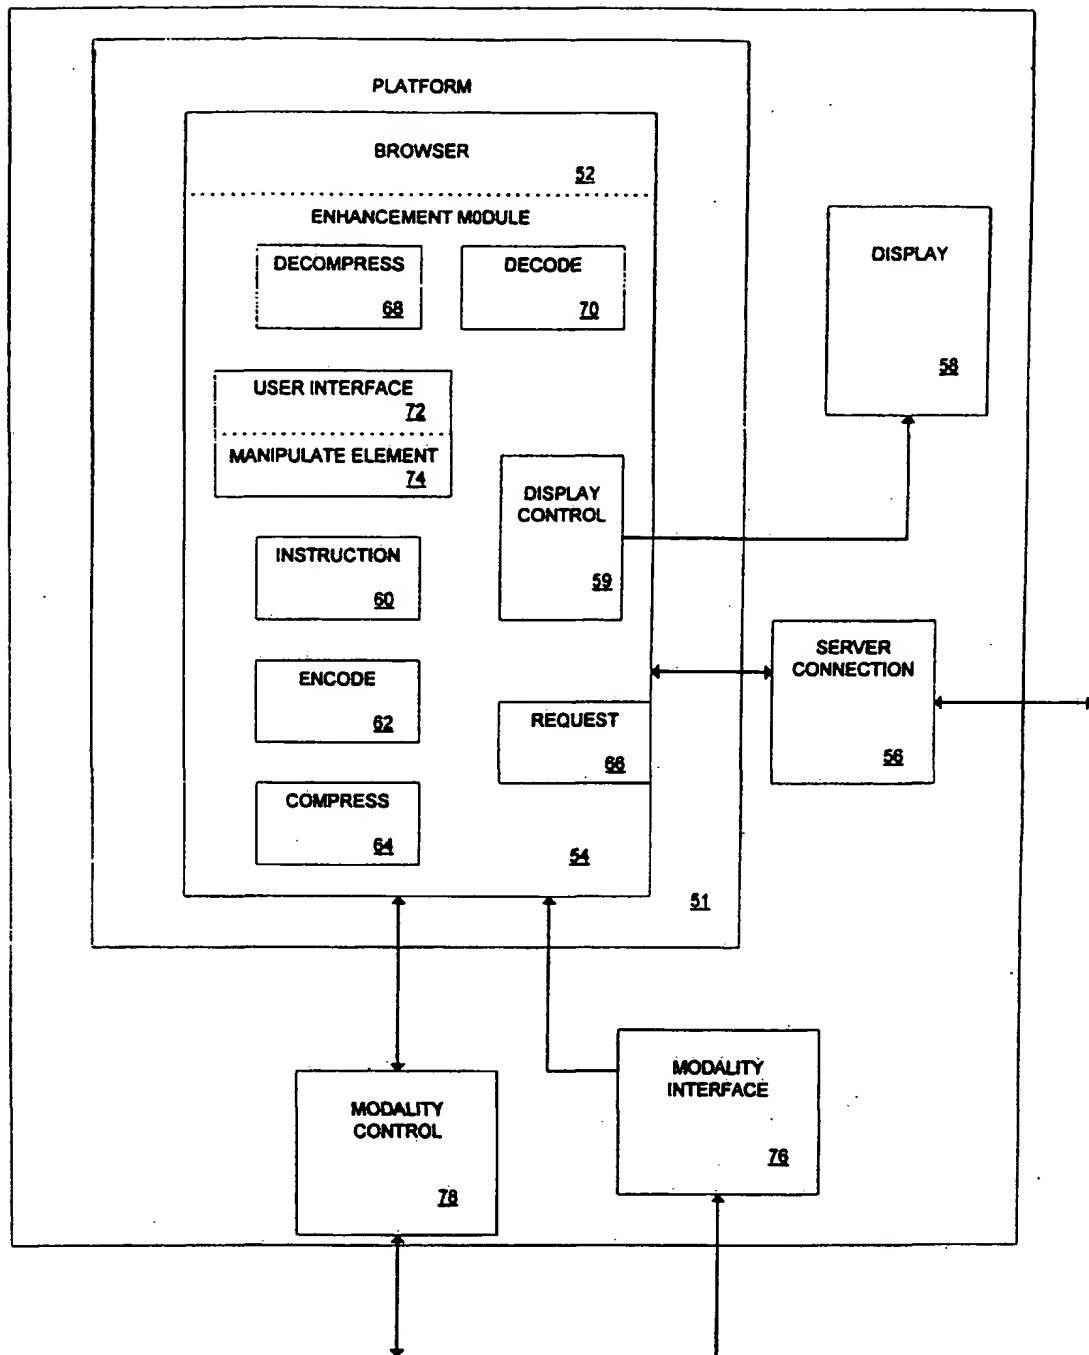 PLATFORM
BROWSER
52
ENHANCEMENT MODULE
DECOMPRESS
68
DECODE
70
DISPLAY
58
USER INTERFACE
72
MANIPULATE ELEMENT
74
DISPLAY
CONTROL
59
INSTRUCTION
60
SERVER
CONNECTION
56
ENCODE
62
REQUEST
66
COMPRESS
64
54
51
MODALITY
INTERFACE
76
MODALITY
CONTROL
78